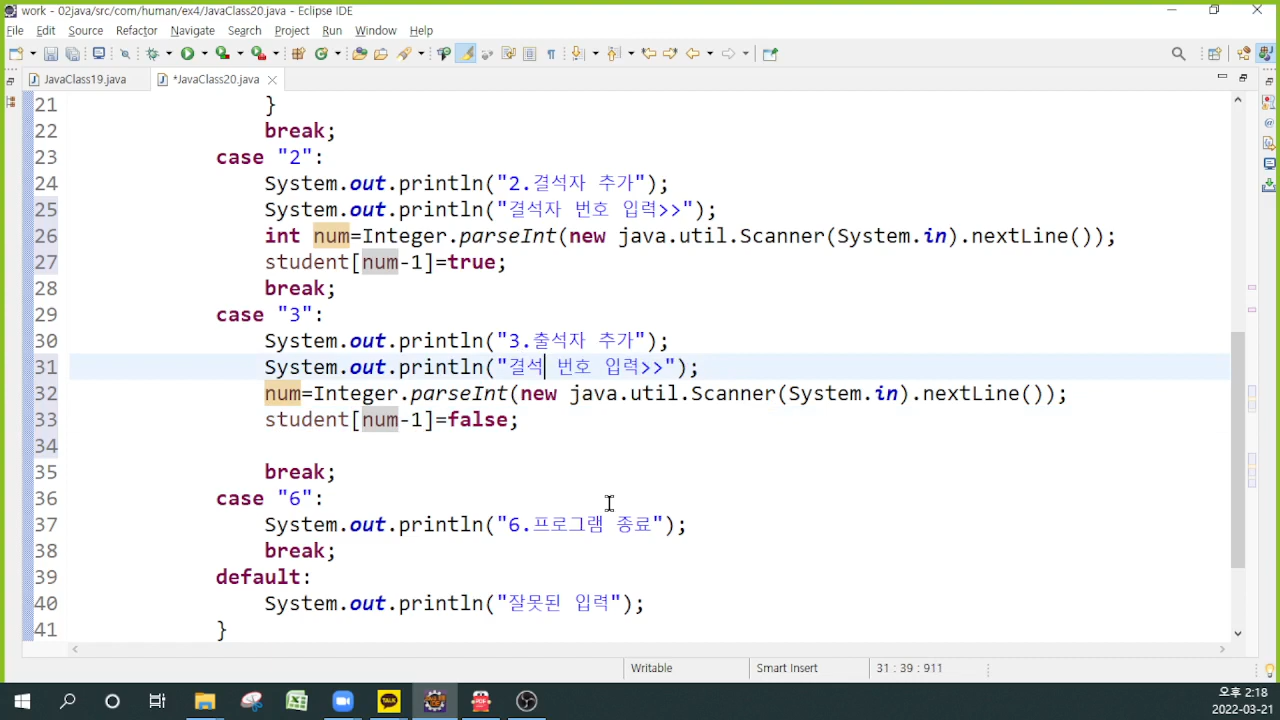 work - 02java/src/com/human/ex4/JavaClass20.java - Eclipse IDE
File Edit Source Refactor Navigate Search Project Run Window Help
JavaClass19.java *JavaClass20.java
21 }
22 break;
23 case "2":
24 System.out.println("2.결석자 추가");
25 System.out.println("결석자 번호 입력>>");
26 int num=Integer.parseInt(new java.util.Scanner(System.in).nextLine());
27 student[num-1]=true;
28 break;
29 case "3":
30 System.out.println("3.출석자 추가");
31 System.out.println("결석 번호 입력>>");
32 num=Integer.parseInt(new java.util.Scanner(System.in).nextLine());
33 student[num-1]=false;
34
35 break;
36 case "6":
37 System.out.println("6.프로그램 종료");
38 break;
39 default:
40 System.out.println("잘못된 입력");
41 }
Writable Smart Insert 31 : 39 : 911
오후 2:18
2022-03-21